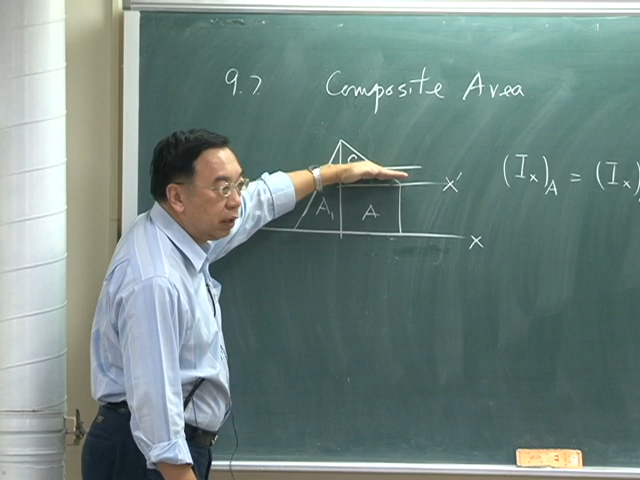 9.7 Composite Area
x'
(Ix)A = (Ix)
A1 A
x